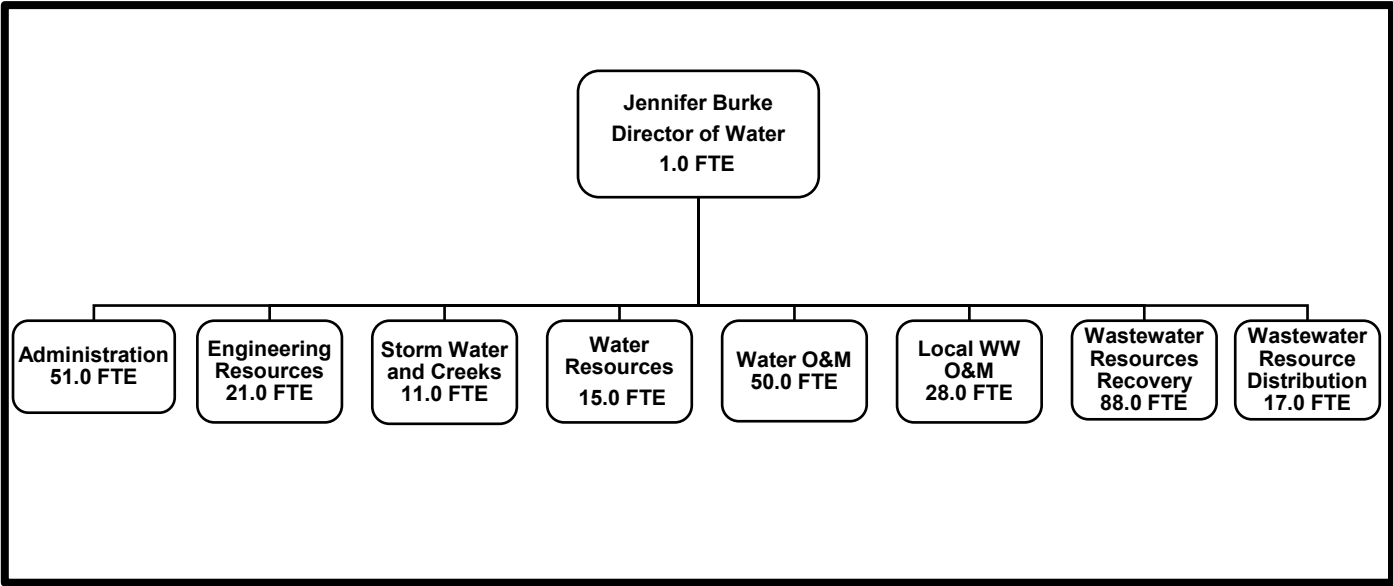 Jennifer Burke
Director of Water
1.0 FTE
Administration
51.0 FTE
Engineering
Resources
21.0 FTE
Storm Water
and Creeks
11.0 FTE
Water
Resources
15.0 FTE
Water O&M
50.0 FTE
Local WW
O&M
28.0 FTE
Wastewater
Resources
Recovery
88.0 FTE
Wastewater
Resource
Distribution
17.0 FTE